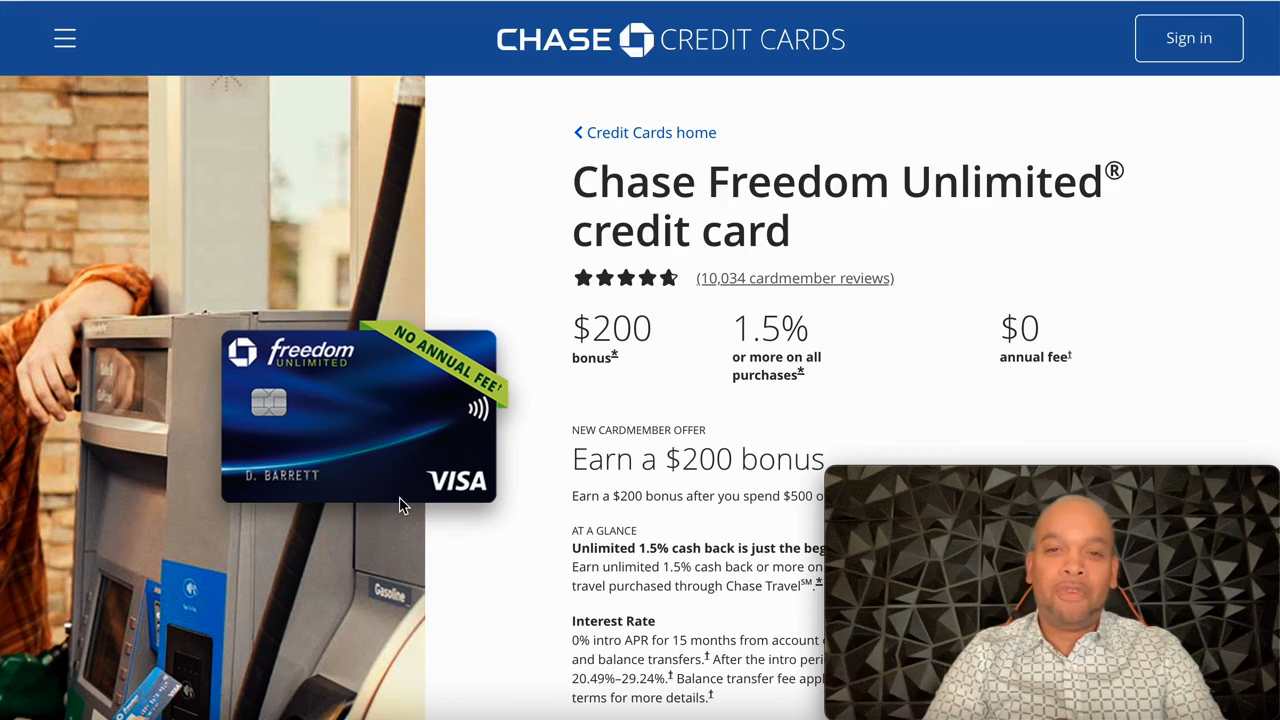 CHASE CREDIT CARDS
Sign in
Credit Cards home
Chase Freedom Unlimited®
credit card
(10,034 cardmember reviews)
$200
bonus*
1.5%
or more on all
purchases*
$0
annual fee†
NO ANNUAL FEE†
freedom
UNLIMITED
D. BARRETT
VISA
NEW CARDMEMBER OFFER
Earn a $200 bonus
Earn a $200 bonus after you spend $500 o
AT A GLANCE
Unlimited 1.5% cash back is just the beg
Earn unlimited 1.5% cash back or more on
travel purchased through Chase Travel℠.*
Interest Rate
0% intro APR for 15 months from account
and balance transfers.† After the intro peri
20.49%–29.24%.† Balance transfer fee appl
terms for more details.†
Gasoline
VISA